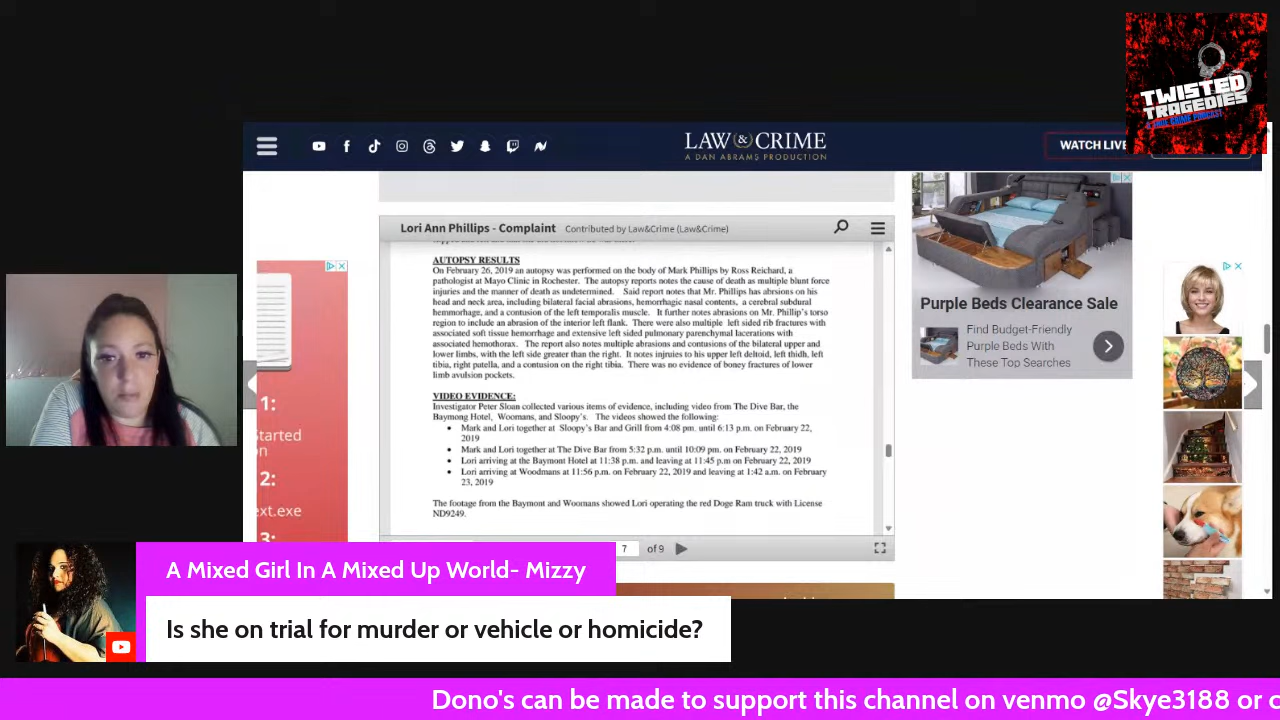 TWISTED
TRAGEDIES
A TRUE CRIME PODCAST
LAW & CRIME
A DAN ABRAMS PRODUCTION
WATCH LIVE
Lori Ann Phillips - Complaint Contributed by Law&Crime (Law&Crime)
AUTOPSY RESULTS
On February 26, 2019 an autopsy was performed on the body of Mark Phillips by Ross Reichard, a
pathologist at Mayo Clinic in Rochester. The autopsy reports notes the cause of death as multiple blunt force
injuries and the manner of death as undetermined. Said report notes that Mr. Phillips has abrsions on his
head and neck area, including bilateral facial abrasions, hemorrhagic nasal contents, a cerebral subdural
hemmorhage, and a contusion of the left temporalis muscle. It further notes abrasions on Mr. Phillip's torso
region to include an abrasion of the interior left flank. There were also multiple left sided rib fractures with
associated soft tissue hemorrhage and extensive left sided pulmonary parenchymal lacerations with
associated hemothorax. The report also notes multiple abrasions and contusions of the bilateral upper and
lower limbs, with the left side greater than the right. It notes injruies to his upper left deltoid, left thidh, left
tibia, right patella, and a contusion on the right tibia. There was no evidence of boney fractures of lower
limb avulsion pockets.
VIDEO EVIDENCE:
Investigator Peter Sloan collected various items of evidence, including video from The Dive Bar, the
Baymong Hotel, Woomans, and Sloopy's. The videos showed the following:
• Mark and Lori together at Sloopy's Bar and Grill from 4:08 pm. until 6:13 p.m. on February 22,
2019
• Mark and Lori together at The Dive Bar from 5:32 p.m. until 10:09 pm. on February 22, 2019
• Lori arriving at the Baymont Hotel at 11:38 p.m. and leaving at 11:45 p.m on February 22, 2019
• Lori arriving at Woodmans at 11:56 p.m. on February 22, 2019 and leaving at 1:42 a.m. on February
23, 2019
The footage from the Baymont and Woomans showed Lori operating the red Doge Ram truck with License
ND9249.
7 of 9
Purple Beds Clearance Sale
Find Budget-Friendly
Purple Beds With
These Top Searches
1:
Started
on
2:
ext.exe
3:
A Mixed Girl In A Mixed Up World- Mizzy
Is she on trial for murder or vehicle or homicide?
Dono's can be made to support this channel on venmo @Skye3188 or c